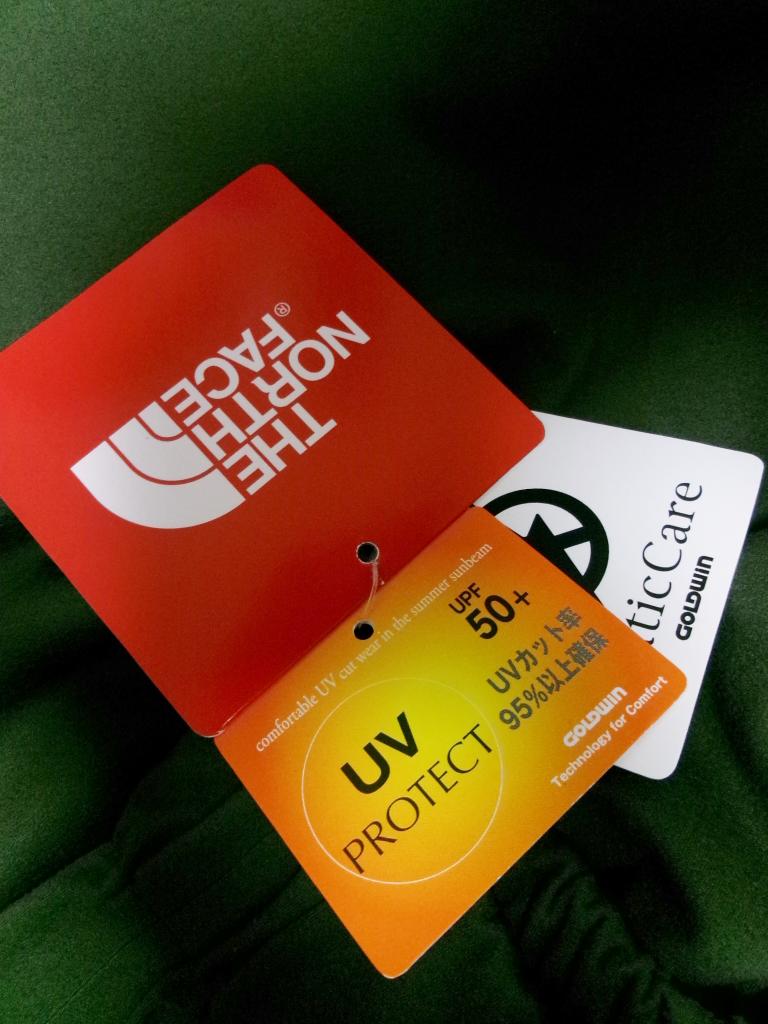 THE
NORTH
FACE®
comfortable UV cut wear in the summer sunbeam
UPF
50+
UVカット率
95%以上確保
UV
PROTECT
GOLDWIN
Technology for Comfort
ticCare
GOLDWIN